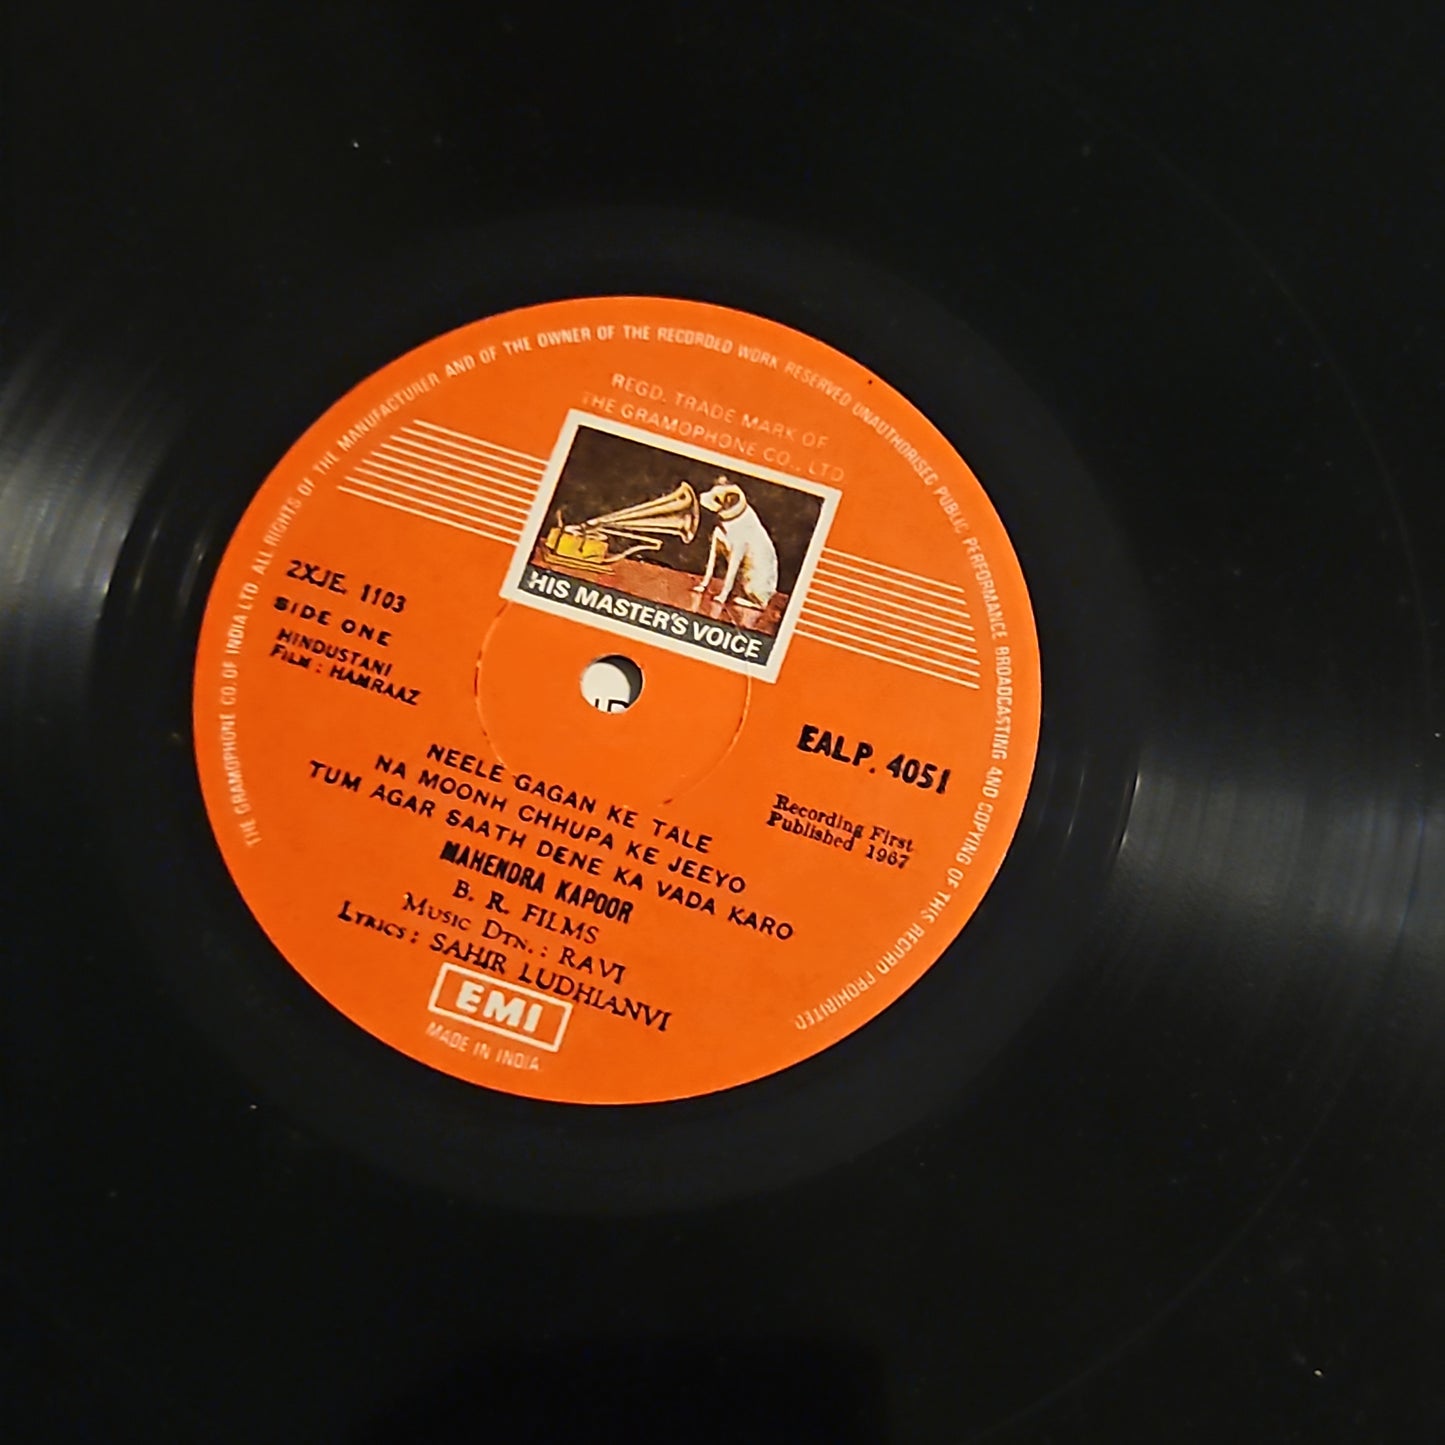 THE GRAMOPHONE CO. OF INDIA LTD. ALL RIGHTS OF THE MANUFACTURER AND OF THE OWNER OF THE RECORDED WORK RESERVED UNAUTHORISED PUBLIC PERFORMANCE BROADCASTING AND COPYING OF THIS RECORD PROHIBITED
REGD. TRADE MARK OF
THE GRAMOPHONE CO., LTD
HIS MASTER'S VOICE
2XJE. 1103
SIDE ONE
HINDUSTANI
FILM : HAMRAAZ
EALP. 4051
Recording First
Published 1967
NEELE GAGAN KE TALE
NA MOONH CHHUPA KE JEEYO
TUM AGAR SAATH DENE KA VADA KARO
MAHENDRA KAPOOR
B. R. FILMS
MUSIC DTN. : RAVI
LYRICS : SAHIR LUDHIANVI
EMI
MADE IN INDIA